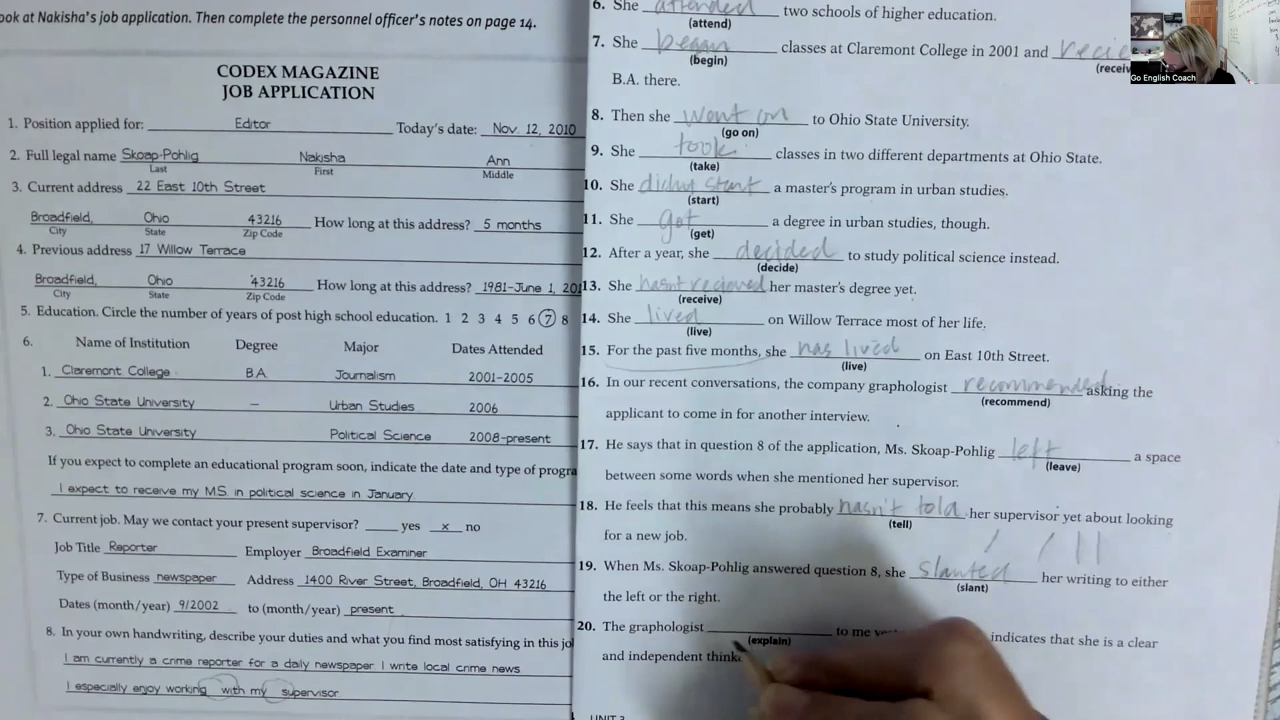 ook at Nakisha's job application. Then complete the personnel officer's notes on page 14.
CODEX MAGAZINE
JOB APPLICATION
1. Position applied for: Editor Today's date: Nov. 12, 2010
2. Full legal name Skoap-Pohlig Nakisha Ann
Last First Middle
3. Current address 22 East 10th Street
Broadfield, Ohio 43216 How long at this address? 5 months
City State Zip Code
4. Previous address 17 Willow Terrace
Broadfield, Ohio 43216 How long at this address? 1981-June 1, 20
City State Zip Code
5. Education. Circle the number of years of post high school education. 1 2 3 4 5 6 7 8
6. Name of Institution Degree Major Dates Attended
1. Claremont College B.A. Journalism 2001-2005
2. Ohio State University — Urban Studies 2006
3. Ohio State University Political Science 2008-present
If you expect to complete an educational program soon, indicate the date and type of progra
I expect to receive my M.S. in political science in January
7. Current job. May we contact your present supervisor? yes x no
Job Title Reporter Employer Broadfield Examiner
Type of Business newspaper Address 1400 River Street, Broadfield, OH 43216
Dates (month/year) 9/2002 to (month/year) present
8. In your own handwriting, describe your duties and what you find most satisfying in this jo
I am currently a crime reporter for a daily newspaper I write local crime news
I especially enjoy working with my supervisor
6. She attended two schools of higher education.
(attend)
7. She began classes at Claremont College in 2001 and recie
(begin) (receiv
B.A. there.
8. Then she went on to Ohio State University.
(go on)
9. She took classes in two different departments at Ohio State.
(take)
10. She didn't start a master's program in urban studies.
(start)
11. She got a degree in urban studies, though.
(get)
12. After a year, she decided to study political science instead.
(decide)
13. She hasn't recieved her master's degree yet.
(receive)
14. She lived on Willow Terrace most of her life.
(live)
15. For the past five months, she has lived on East 10th Street.
(live)
16. In our recent conversations, the company graphologist recommended asking the
(recommend)
applicant to come in for another interview.
17. He says that in question 8 of the application, Ms. Skoap-Pohlig left a space
(leave)
between some words when she mentioned her supervisor.
18. He feels that this means she probably hasn't told her supervisor yet about looking
(tell)
for a new job.
19. When Ms. Skoap-Pohlig answered question 8, she slanted her writing to either
(slant)
the left or the right.
20. The graphologist to me indicates that she is a clear
(explain)
and independent think
UNIT 2
Go English Coach